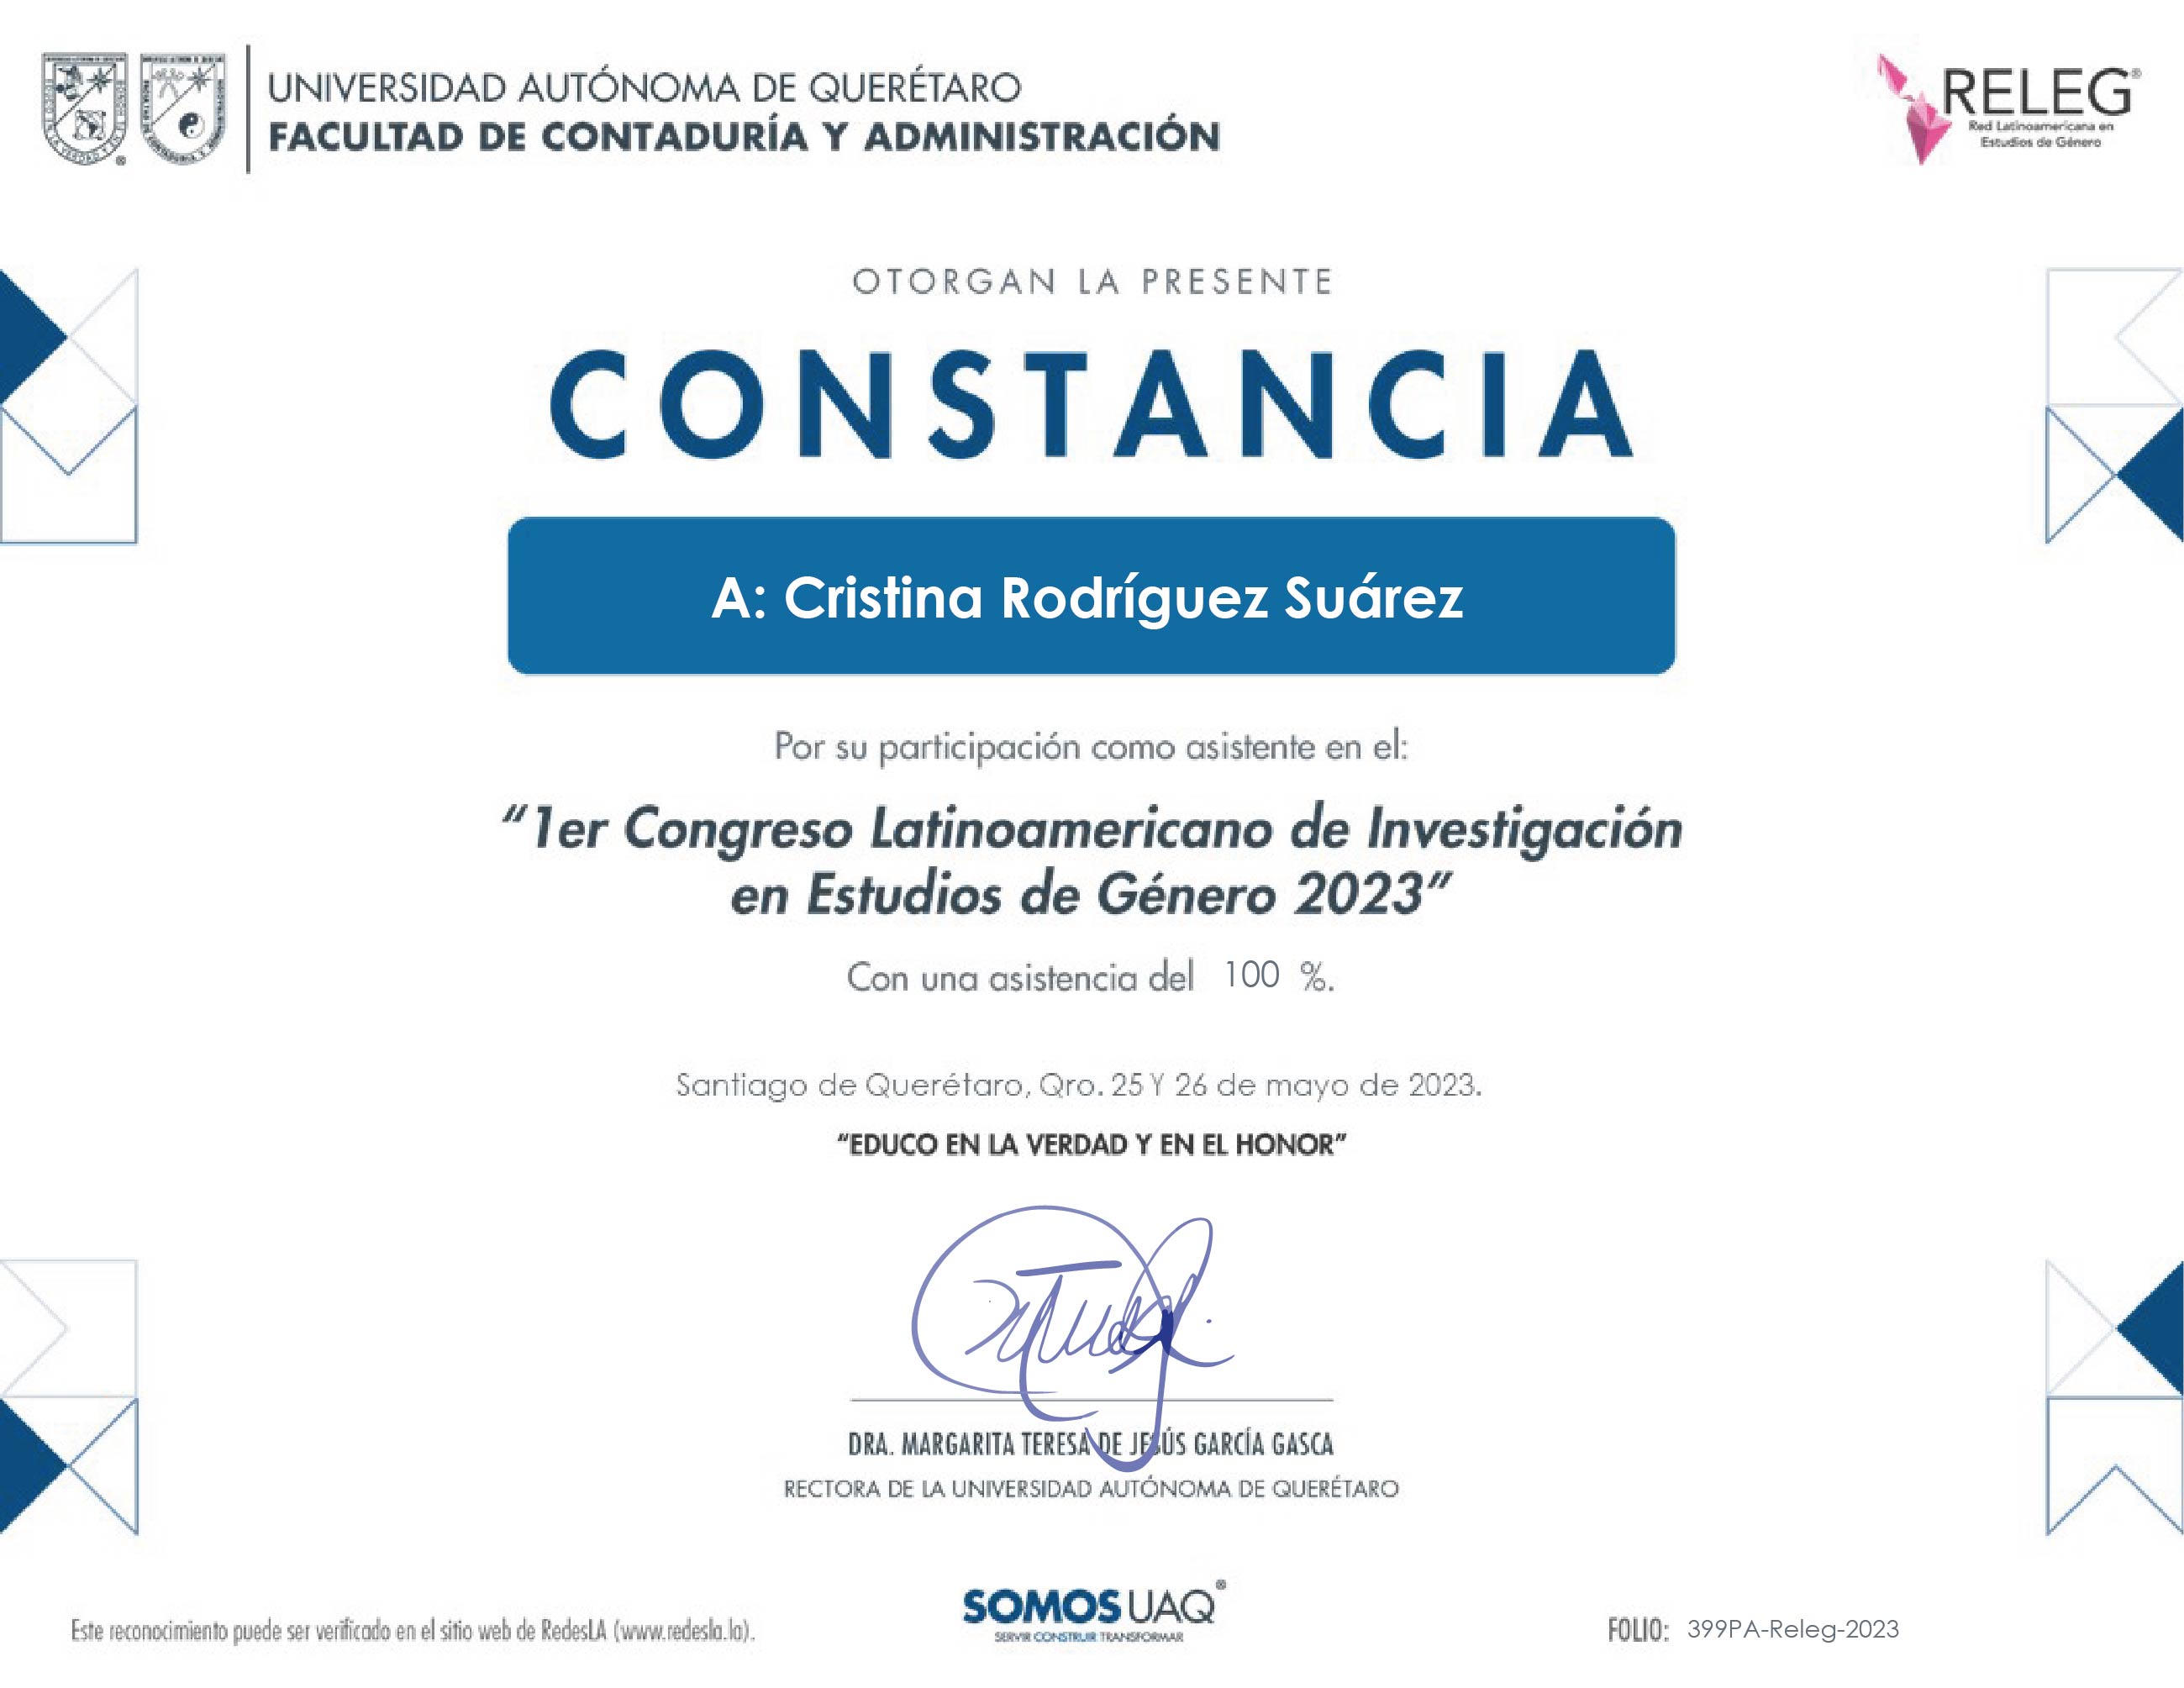 UNIVERSIDAD AUTÓNOMA DE QUERÉTARO
FACULTAD DE CONTADURÍA Y ADMINISTRACIÓN
RELEG®
Red Latinoamericana en
Estudios de Género
OTORGAN LA PRESENTE
CONSTANCIA
A: Cristina Rodríguez Suárez
Por su participación como asistente en el:
“1er Congreso Latinoamericano de Investigación
en Estudios de Género 2023”
Con una asistencia del 100 %.
Santiago de Querétaro, Qro. 25 Y 26 de mayo de 2023.
“EDUCO EN LA VERDAD Y EN EL HONOR”
DRA. MARGARITA TERESA DE JESÚS GARCÍA GASCA
RECTORA DE LA UNIVERSIDAD AUTÓNOMA DE QUERÉTARO
SOMOS UAQ®
SERVIR CONSTRUIR TRANSFORMAR
Este reconocimiento puede ser verificado en el sitio web de RedesLA (www.redesla.la).
FOLIO: 399PA-Releg-2023